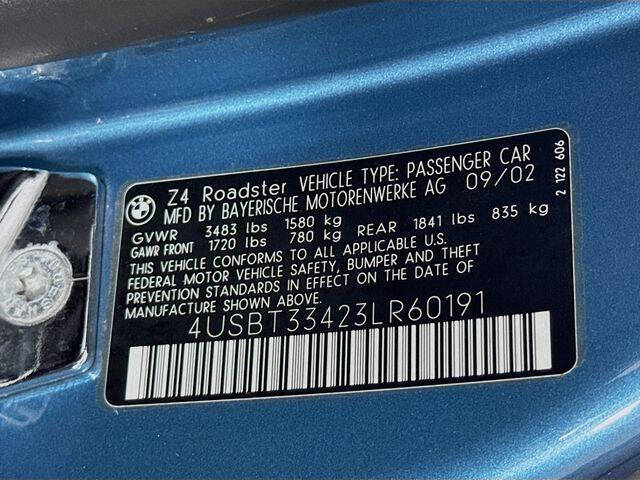 Z4 Roadster VEHICLE TYPE: PASSENGER CAR
MFD BY BAYERISCHE MOTORENWERKE AG 09/02
GVWR 3483 lbs 1580 kg
GAWR FRONT 1720 lbs 780 kg REAR 1841 lbs 835 kg
THIS VEHICLE CONFORMS TO ALL APPLICABLE U.S.
FEDERAL MOTOR VEHICLE SAFETY, BUMPER AND THEFT
PREVENTION STANDARDS IN EFFECT ON THE DATE OF
MANUFACTURE SHOWN ABOVE.
4USBT33423LR60191
2 122 606
BMW